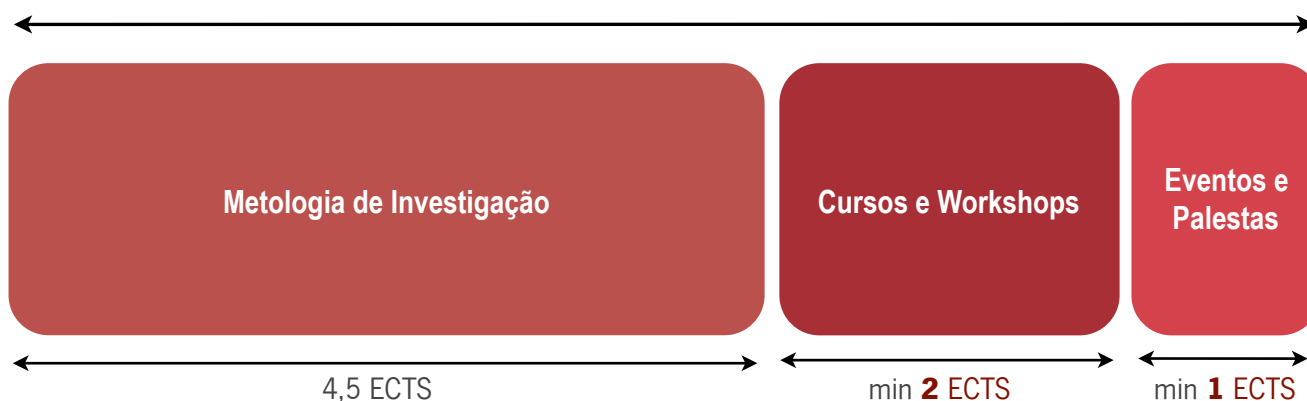 Metologia de Investigação
Cursos e Workshops
Eventos e
Palestas
4,5 ECTS
min 2 ECTS
min 1 ECTS